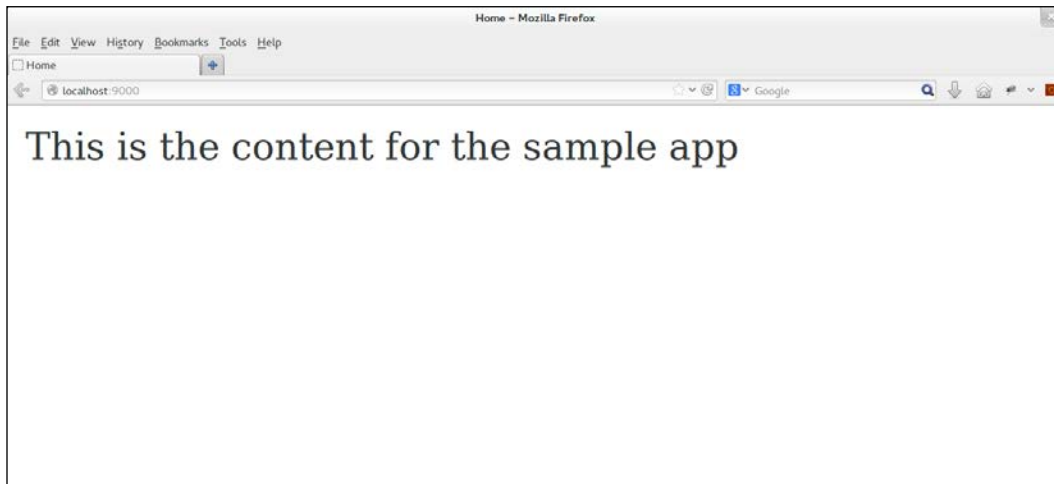 Home - Mozilla Firefox
File Edit View History Bookmarks Tools Help
Home
localhost:9000 Google
This is the content for the sample app